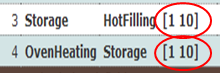 3 Storage HotFilling [1 10]
4 OvenHeating Storage [1 10]